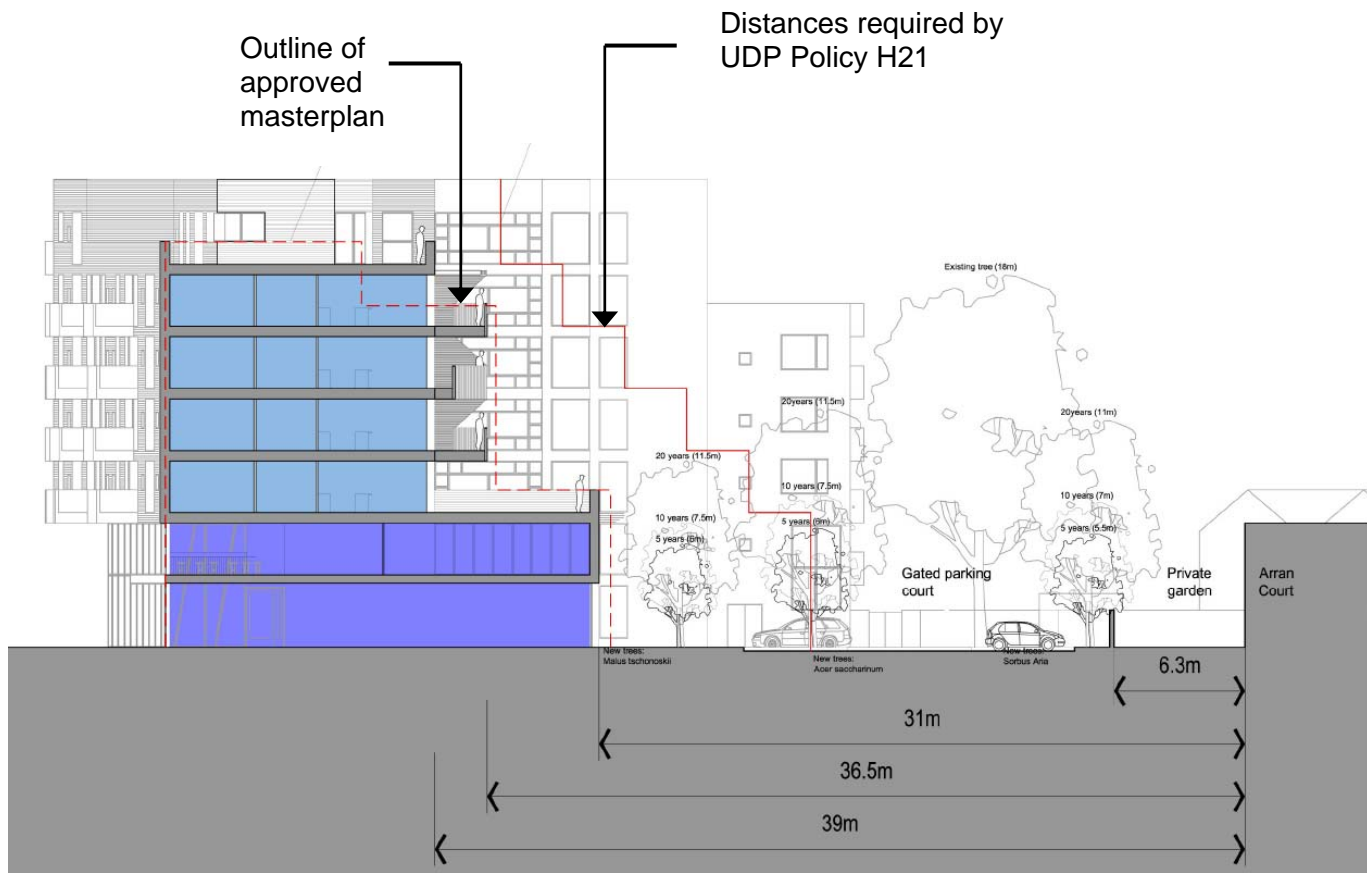 Outline of
approved
masterplan
Distances required by
UDP Policy H21
Existing tree (18m)
20years (11.5m)
20years (11m)
20 years (11.5m)
10 years (7.5m)
10 years (7m)
10 years (7.5m)
5 years (6m)
5 years (5.5m)
5 years (6m)
Gated parking
court
Private
garden
Arran
Court
New trees:
Malus tschonoskii
New trees:
Acer saccharinum
New trees:
Sorbus Aria
6.3m
31m
36.5m
39m